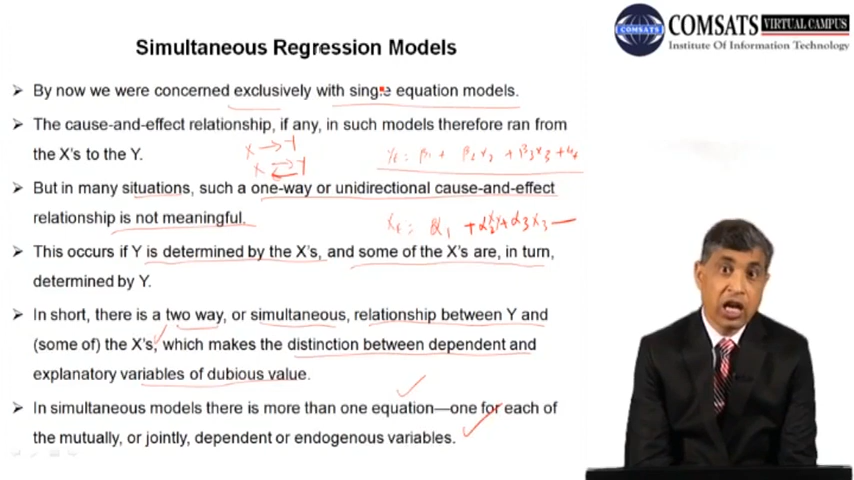 COMSATS VIRTUAL CAMPUS
Institute Of Information Technology
Simultaneous Regression Models
➢ By now we were concerned exclusively with single equation models.
➢ The cause-and-effect relationship, if any, in such models therefore ran from
the X's to the Y.
X → Y
X ⇄ Y
➢ But in many situations, such a one-way or unidirectional cause-and-effect
relationship is not meaningful.
➢ This occurs if Y is determined by the X's, and some of the X's are, in turn,
determined by Y.
➢ In short, there is a two way, or simultaneous, relationship between Y and
(some of) the X's, which makes the distinction between dependent and
explanatory variables of dubious value.
➢ In simultaneous models there is more than one equation—one for each of
the mutually, or jointly, dependent or endogenous variables.